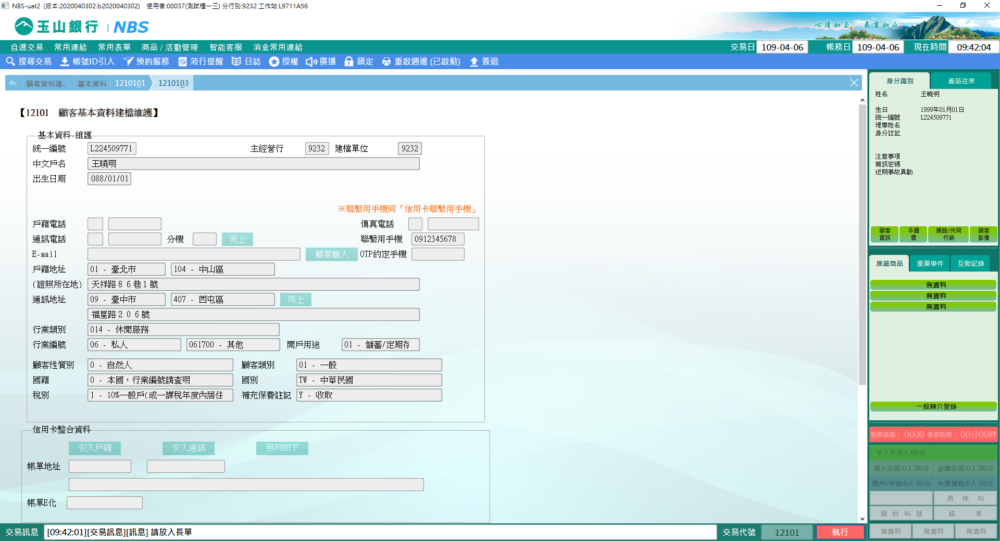 NBS-uat2 (版本:2020040302.b2020040302) 使用者:00037(測試櫃一三) 分行別:9232 工作站:L9711A56
玉山銀行 | NBS
心清如玉。義重如山。
自選交易 常用連結 常用表單 商品 / 活動管理 智能客服 消金常用連結 交易日 109-04-06 帳務日 109-04-06 現在時間 09:42:04
搜尋交易 帳號ID引入 預約服務 蒞行提醒 日誌 授權 廣播 鎖定 重啟週邊 (已啟動) 簽退
顧客資料建.. 基本資料 1210101 1210103
【12101 顧客基本資料建檔維護】
基本資料-維護
統一編號 L224509771 主經營行 9232 建檔單位 9232
中文戶名 王曉明
出生日期 088/01/01
※聯繫用手機同「信用卡聯繫用手機」
戶籍電話 傳真電話
通訊電話 分機 同上 聯繫用手機 0912345678
E-mail 顧客輸入 OTP約定手機
戶籍地址 01 - 臺北市 104 - 中山區
(證照所在地) 天祥路８６巷１號
通訊地址 09 - 臺中市 407 - 西屯區 同上
福星路２０６號
行業類別 014 - 休閒服務
行業編號 06 - 私人 061700 - 其他 開戶用途 01 - 儲蓄/定期存
顧客性質別 0 - 自然人 顧客類別 01 - 一般
國籍 0 - 本國，行業編號請查明 國別 TW - 中華民國
稅別 1 - 10%一般戶(或一課稅年度內居住 補充保費註記 Y - 收取
信用卡整合資料
引入戶籍 引入通訊 另列如下
帳單地址
帳單E化
交易訊息 [09:42:01][交易訊息][訊息] 請放入長單 交易代號 12101 執行
身分識別 產品往來
姓名 王曉明
生日 1999年01月01日
統一編號 L224509771
理專姓名
身分註記
注意事項
簡訊密碼
近期事故異動
顧客資訊 手續費 通路/共同行銷 顧客影像
推薦商品 重要事件 互動記錄
無資料
無資料
無資料
一般轉介登錄
服務號碼： 0000 等候時間： 00分00秒
ＶＩＰ:0人 00分
個人交易:0人 00分 企業交易:0人 00分
開戶/申請:0人 00分 外匯業務:0人 00分
再 呼 叫
預 約 叫 號 結 束
無資料 無資料 無資料